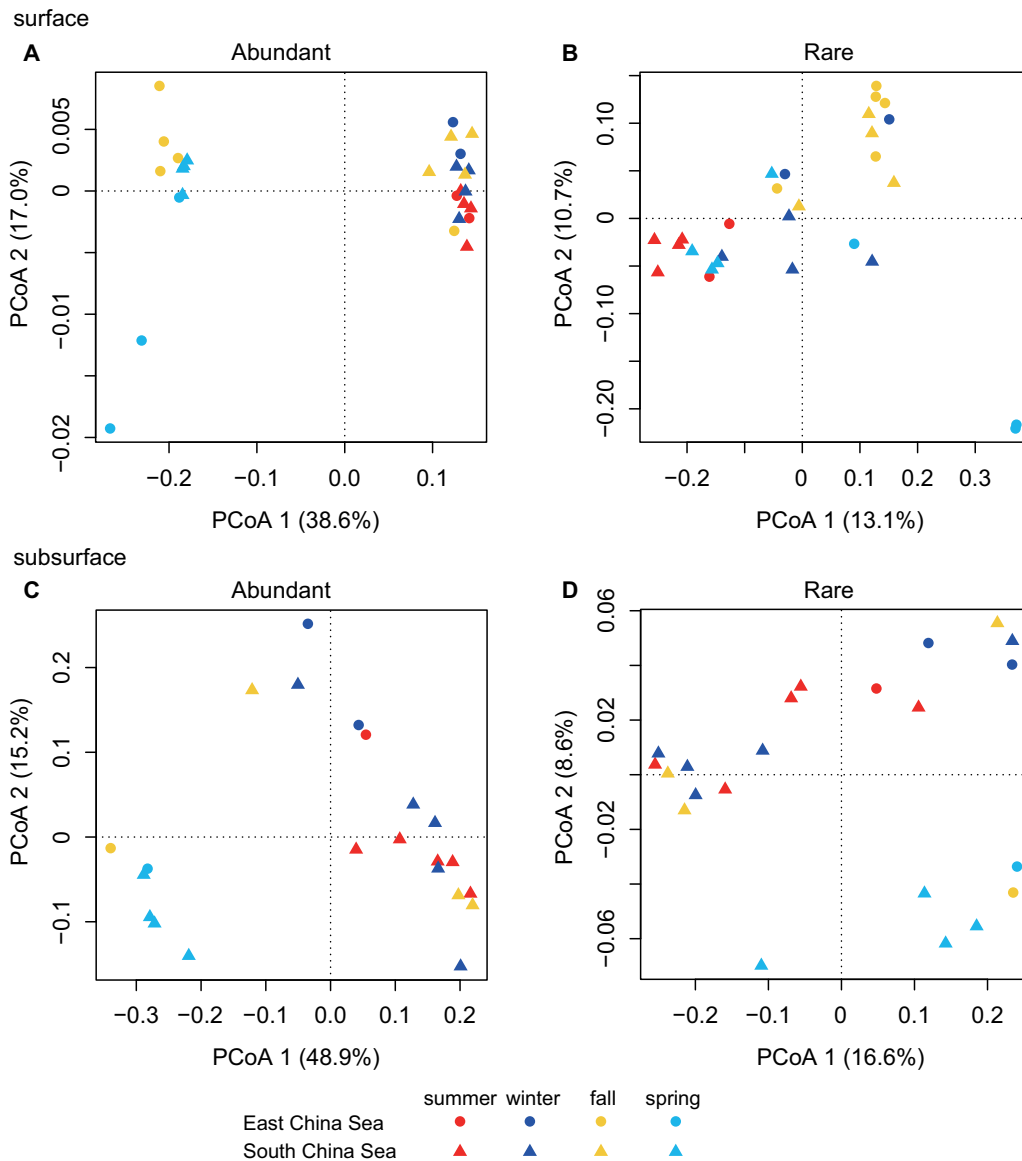 surface
A
Abundant
0.005
0
−0.01
−0.02
PCoA 2 (17.0%)
−0.2
−0.1
0.0
0.1
PCoA 1 (38.6%)
B
Rare
0.10
0
−0.10
−0.20
PCoA 2 (10.7%)
−0.2
0
0.1
0.2
0.3
PCoA 1 (13.1%)
subsurface
C
Abundant
0.2
0.1
0
−0.1
PCoA 2 (15.2%)
−0.3
−0.2
−0.1
0.0
0.1
0.2
PCoA 1 (48.9%)
D
Rare
0.06
0.02
−0.02
−0.06
PCoA 2 (8.6%)
−0.2
−0.1
0
0.1
0.2
PCoA 1 (16.6%)
summer winter fall spring
East China Sea
South China Sea